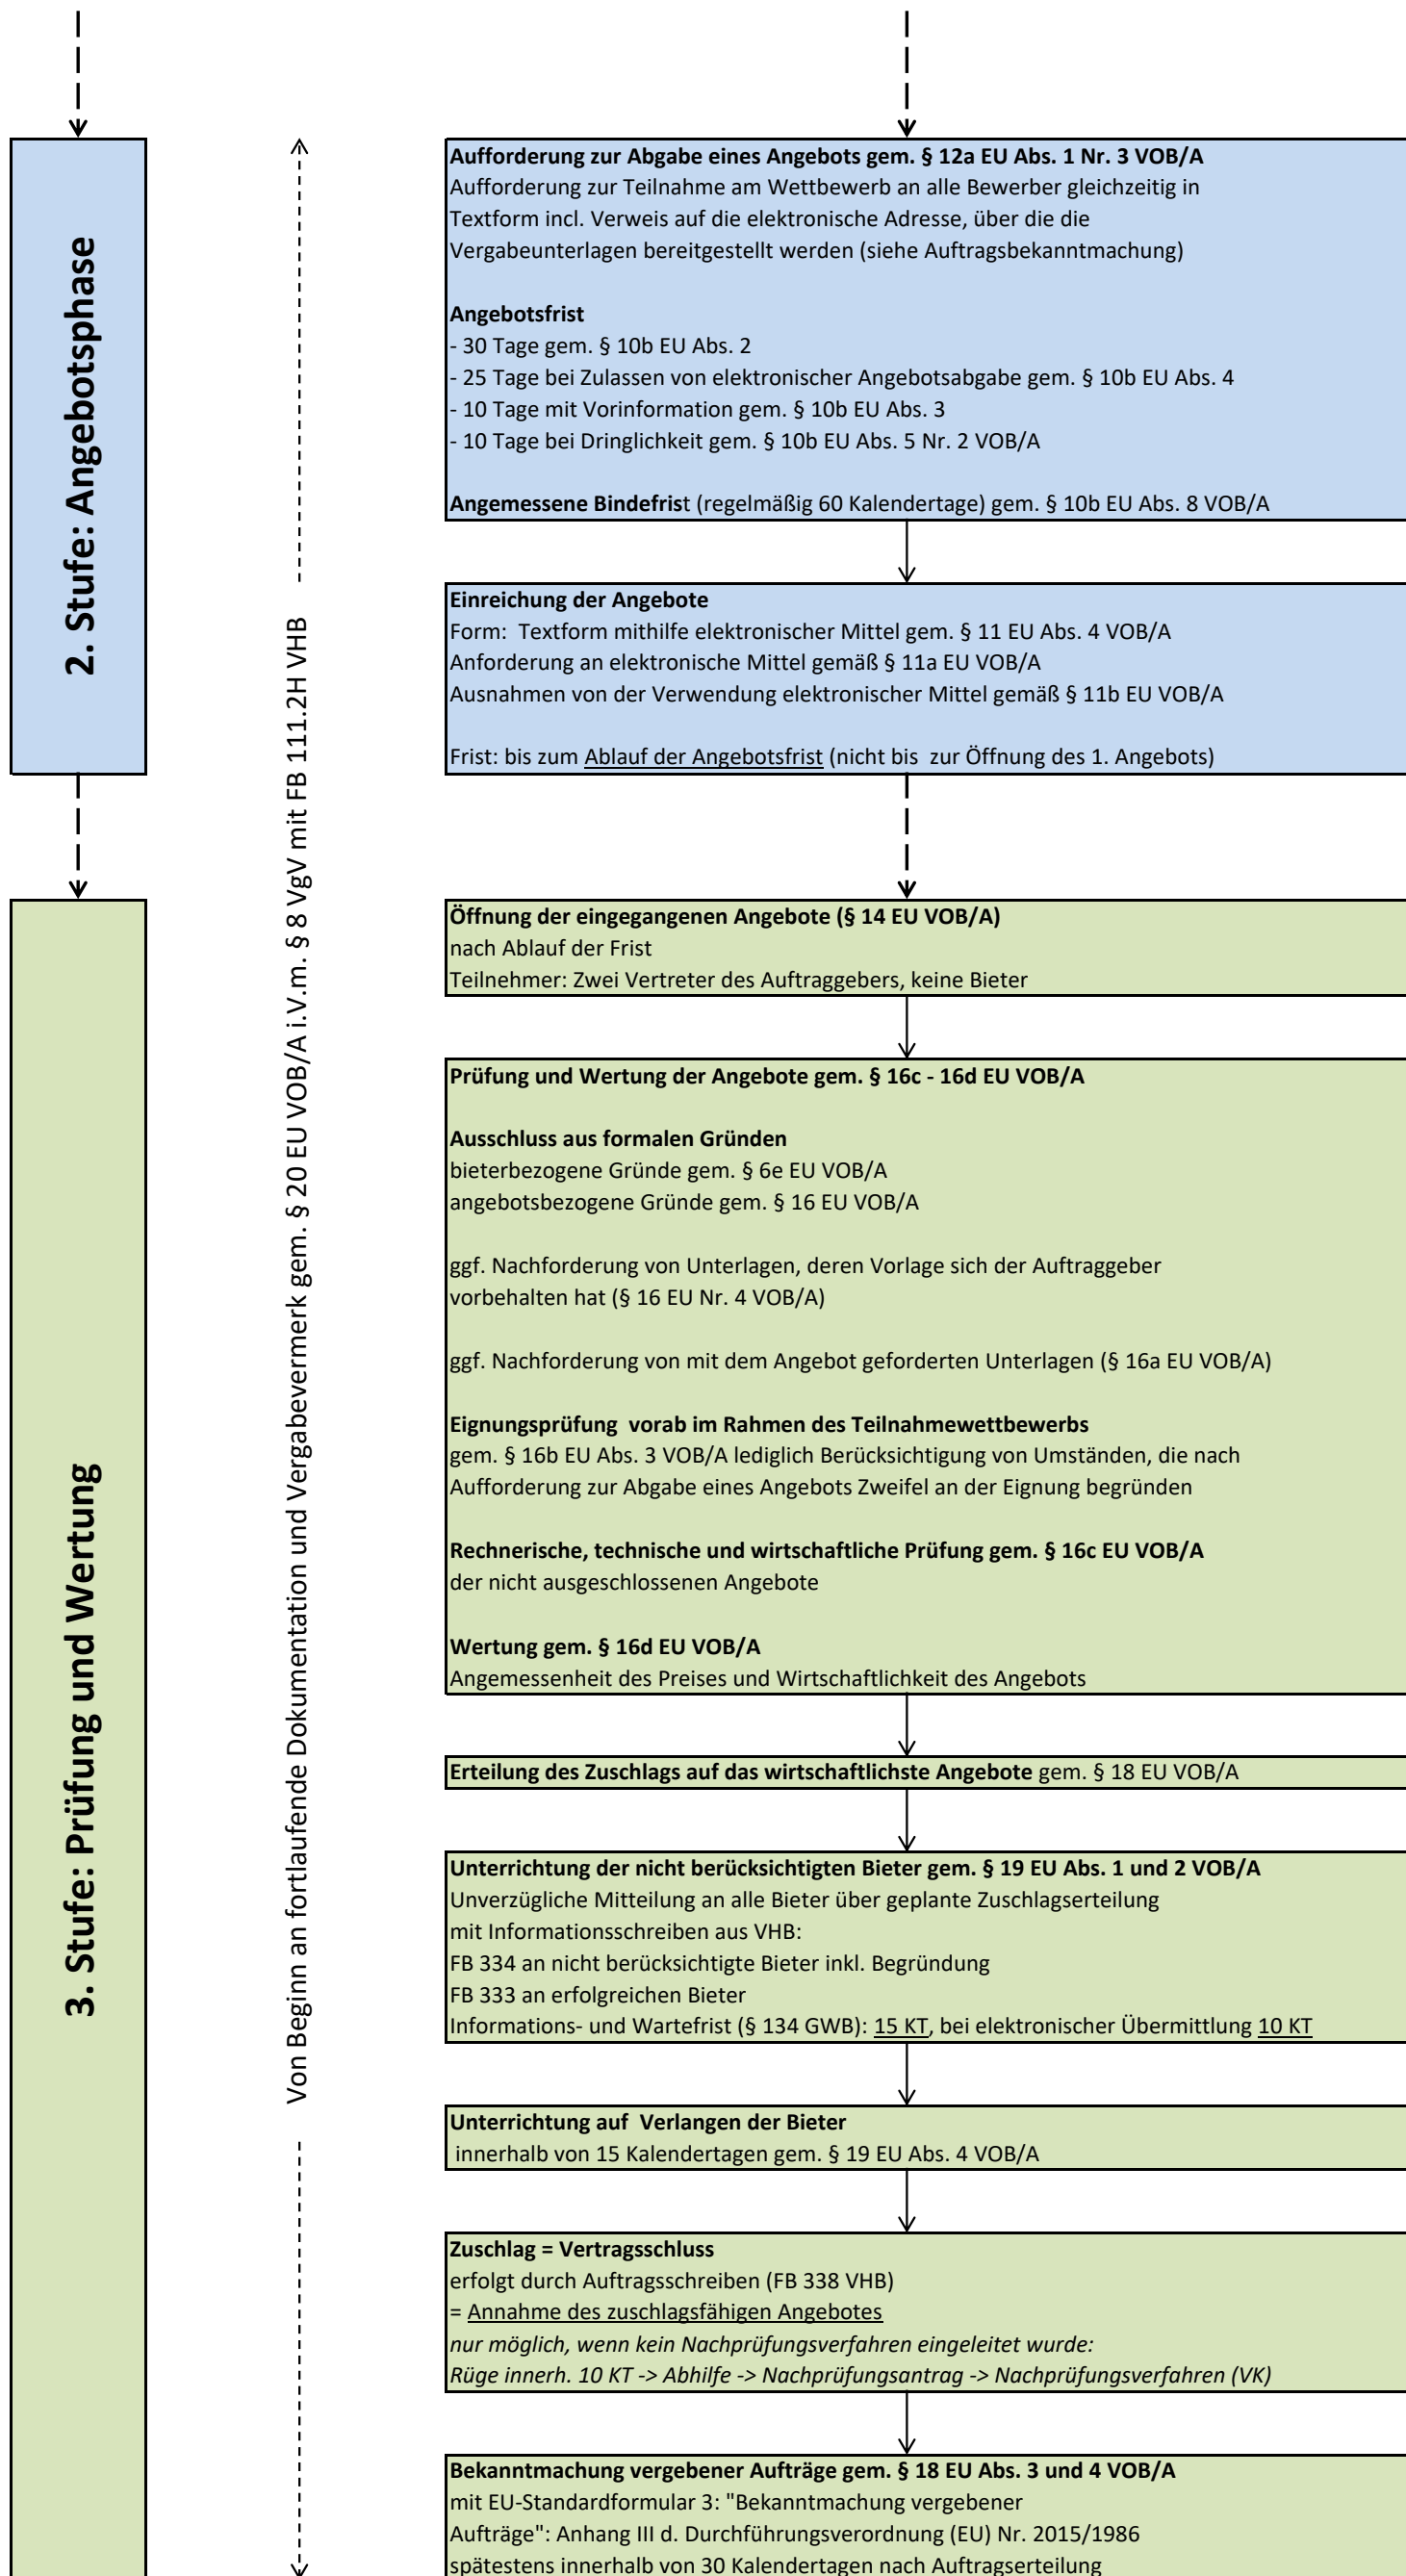 2. Stufe: Angebotsphase
Aufforderung zur Abgabe eines Angebots gem. § 12a EU Abs. 1 Nr. 3 VOB/A
Aufforderung zur Teilnahme am Wettbewerb an alle Bewerber gleichzeitig in
Textform incl. Verweis auf die elektronische Adresse, über die die
Vergabeunterlagen bereitgestellt werden (siehe Auftragsbekanntmachung)
Angebotsfrist
- 30 Tage gem. § 10b EU Abs. 2
- 25 Tage bei Zulassen von elektronischer Angebotsabgabe gem. § 10b EU Abs. 4
- 10 Tage mit Vorinformation gem. § 10b EU Abs. 3
- 10 Tage bei Dringlichkeit gem. § 10b EU Abs. 5 Nr. 2 VOB/A
Angemessene Bindefrist (regelmäßig 60 Kalendertage) gem. § 10b EU Abs. 8 VOB/A
Einreichung der Angebote
Form:  Textform mithilfe elektronischer Mittel gem. § 11 EU Abs. 4 VOB/A
Anforderung an elektronische Mittel gemäß § 11a EU VOB/A
Ausnahmen von der Verwendung elektronischer Mittel gemäß § 11b EU VOB/A
Frist: bis zum Ablauf der Angebotsfrist (nicht bis  zur Öffnung des 1. Angebots)
Von Beginn an fortlaufende Dokumentation und Vergabevermerk gem. § 20 EU VOB/A i.V.m. § 8 VgV mit FB 111.2H VHB
3. Stufe: Prüfung und Wertung
Öffnung der eingegangenen Angebote (§ 14 EU VOB/A)
nach Ablauf der Frist
Teilnehmer: Zwei Vertreter des Auftraggebers, keine Bieter
Prüfung und Wertung der Angebote gem. § 16c - 16d EU VOB/A
Ausschluss aus formalen Gründen
bieterbezogene Gründe gem. § 6e EU VOB/A
angebotsbezogene Gründe gem. § 16 EU VOB/A
ggf. Nachforderung von Unterlagen, deren Vorlage sich der Auftraggeber
vorbehalten hat (§ 16 EU Nr. 4 VOB/A)
ggf. Nachforderung von mit dem Angebot geforderten Unterlagen (§ 16a EU VOB/A)
Eignungsprüfung  vorab im Rahmen des Teilnahmewettbewerbs
gem. § 16b EU Abs. 3 VOB/A lediglich Berücksichtigung von Umständen, die nach
Aufforderung zur Abgabe eines Angebots Zweifel an der Eignung begründen
Rechnerische, technische und wirtschaftliche Prüfung gem. § 16c EU VOB/A
der nicht ausgeschlossenen Angebote
Wertung gem. § 16d EU VOB/A
Angemessenheit des Preises und Wirtschaftlichkeit des Angebots
Erteilung des Zuschlags auf das wirtschaftlichste Angebote gem. § 18 EU VOB/A
Unterrichtung der nicht berücksichtigten Bieter gem. § 19 EU Abs. 1 und 2 VOB/A
Unverzügliche Mitteilung an alle Bieter über geplante Zuschlagserteilung
mit Informationsschreiben aus VHB:
FB 334 an nicht berücksichtigte Bieter inkl. Begründung
FB 333 an erfolgreichen Bieter
Informations- und Wartefrist (§ 134 GWB): 15 KT, bei elektronischer Übermittlung 10 KT
Unterrichtung auf  Verlangen der Bieter
innerhalb von 15 Kalendertagen gem. § 19 EU Abs. 4 VOB/A
Zuschlag = Vertragsschluss
erfolgt durch Auftragsschreiben (FB 338 VHB)
= Annahme des zuschlagsfähigen Angebotes
nur möglich, wenn kein Nachprüfungsverfahren eingeleitet wurde:
Rüge innerh. 10 KT -> Abhilfe -> Nachprüfungsantrag -> Nachprüfungsverfahren (VK)
Bekanntmachung vergebener Aufträge gem. § 18 EU Abs. 3 und 4 VOB/A
mit EU-Standardformular 3: "Bekanntmachung vergebener
Aufträge": Anhang III d. Durchführungsverordnung (EU) Nr. 2015/1986
spätestens innerhalb von 30 Kalendertagen nach Auftragserteilung